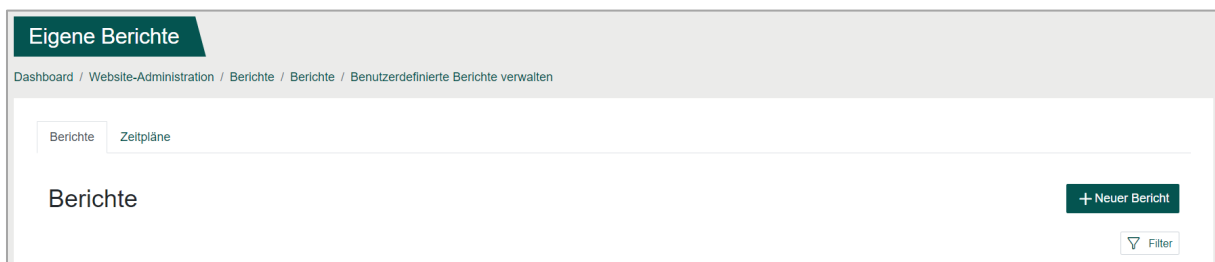 Eigene Berichte
Dashboard / Website-Administration / Berichte / Berichte / Benutzerdefinierte Berichte verwalten
Berichte Zeitpläne
Berichte
+ Neuer Bericht
Filter